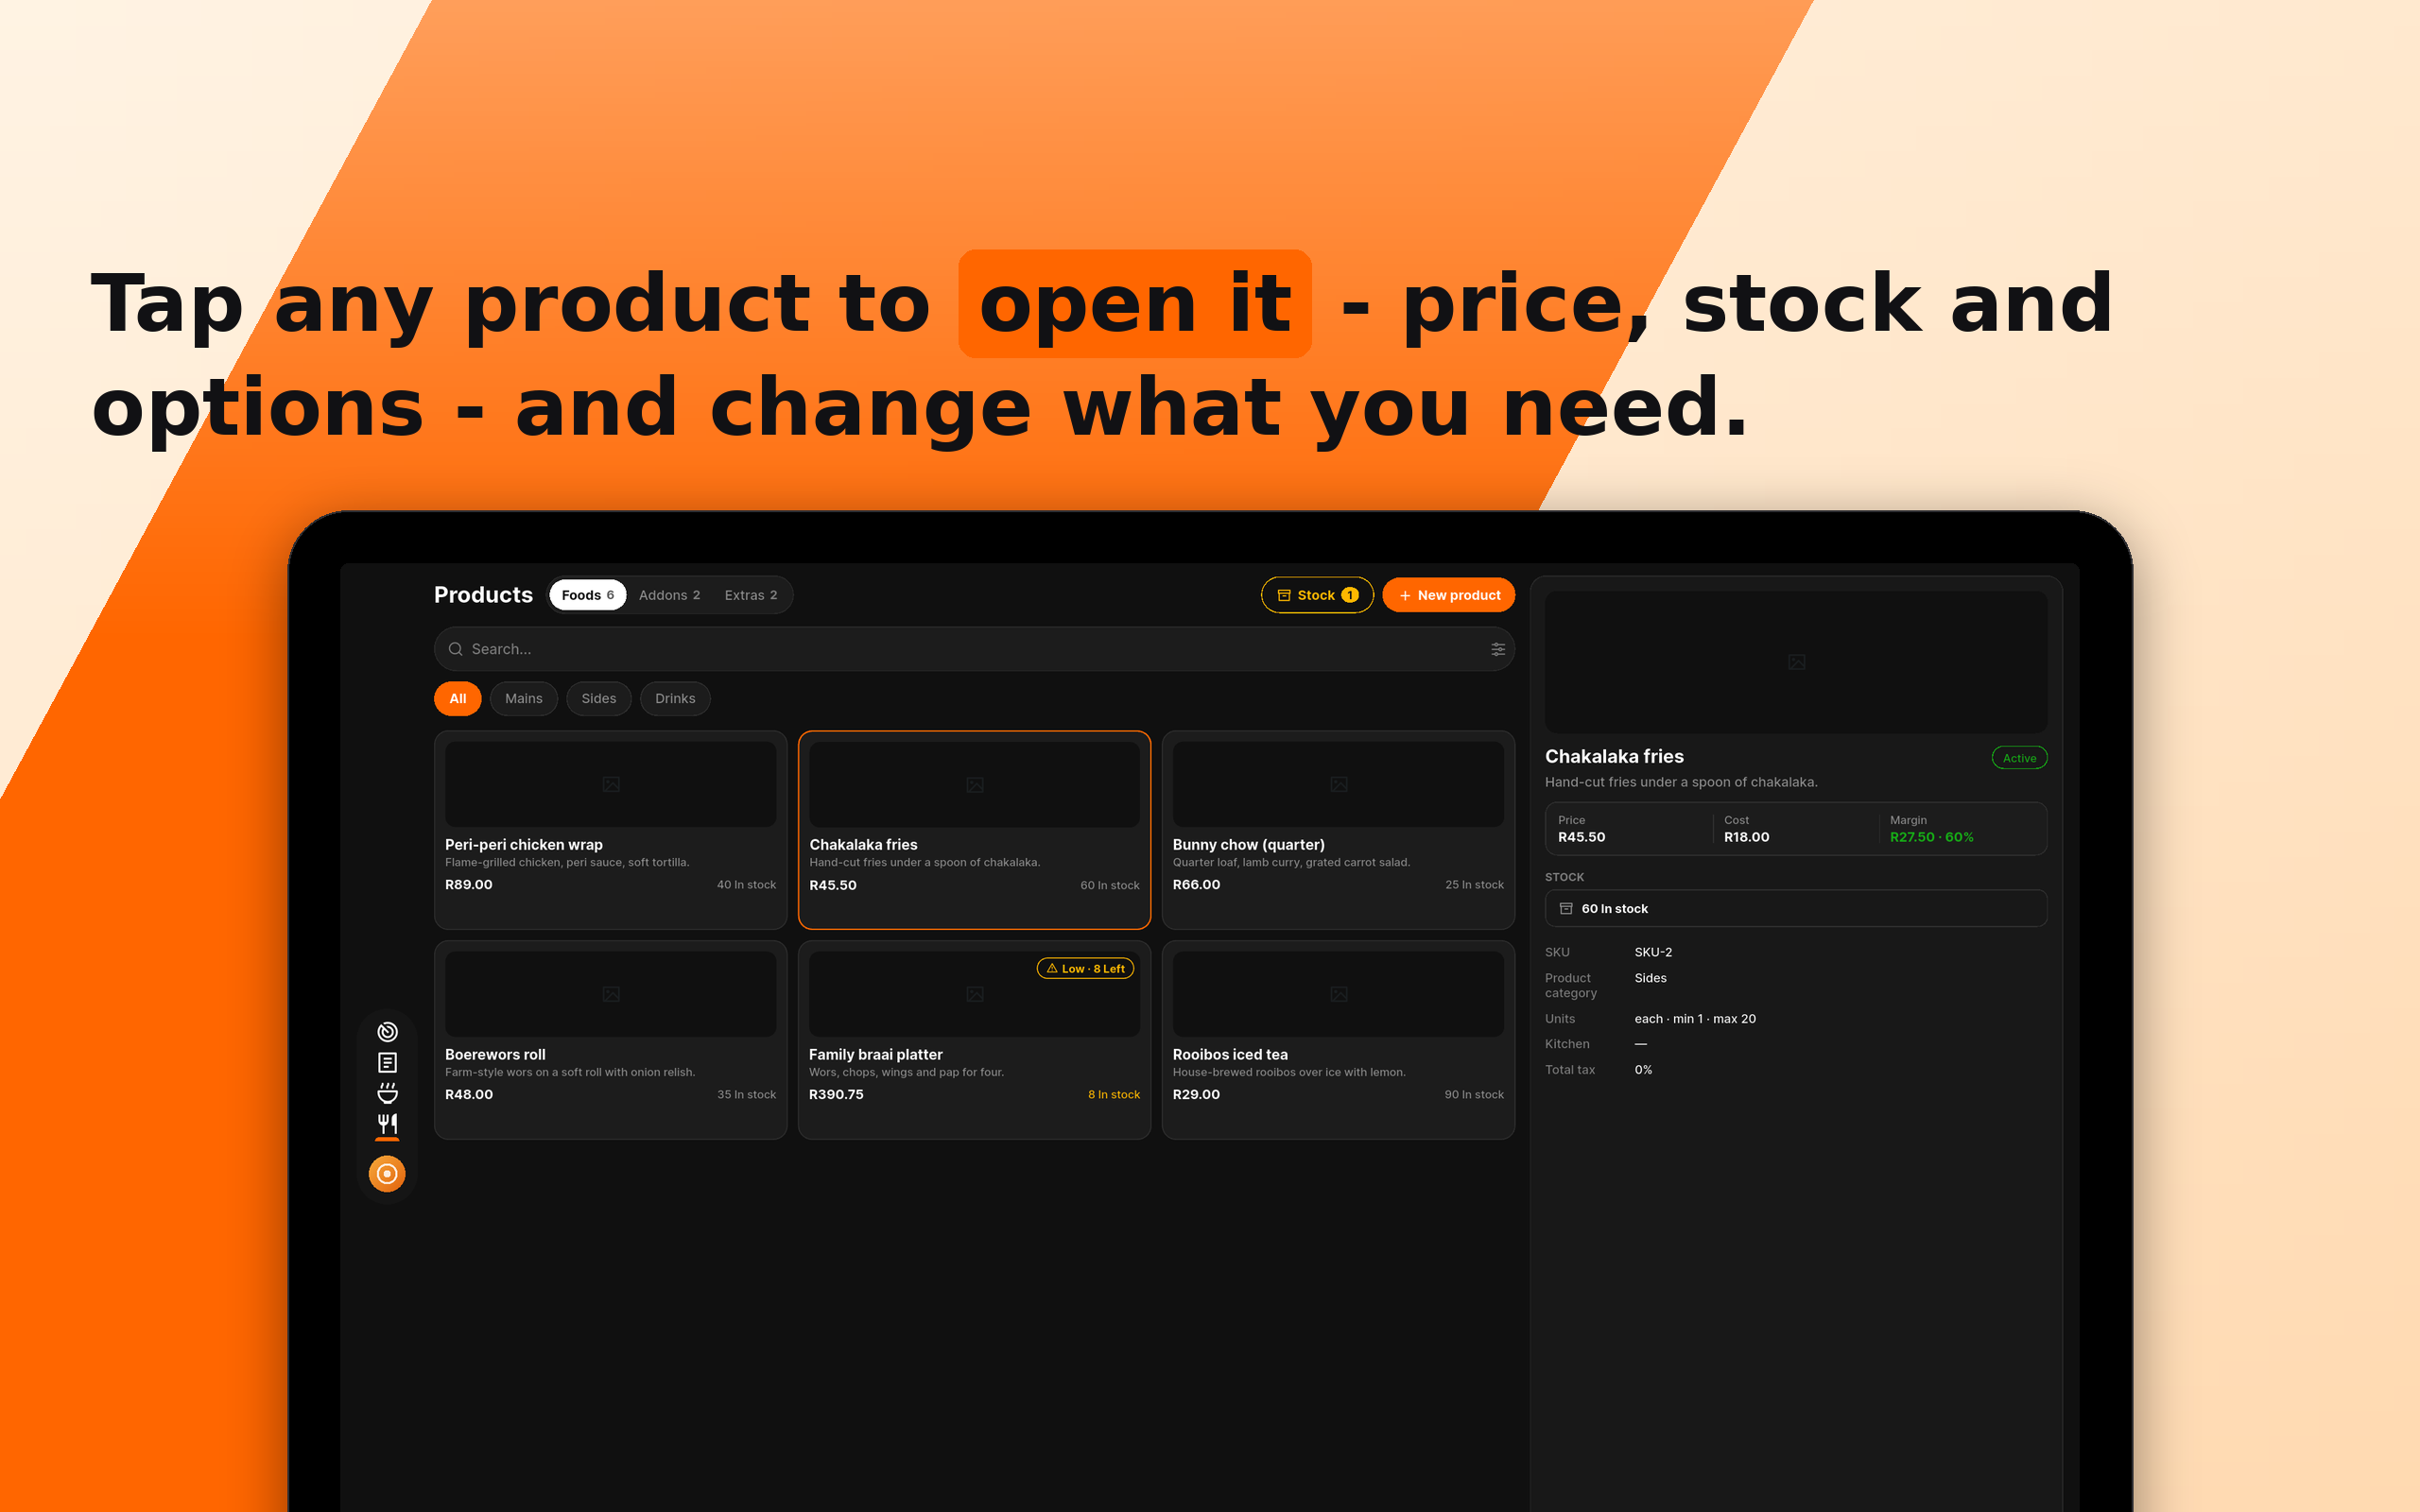 Tap any product to open it - price, stock and
options - and change what you need.
Products
Foods 6
Addons 2
Extras 2
Stock 1
New product
Search...
All
Mains
Sides
Drinks
Peri-peri chicken wrap
Flame-grilled chicken, peri sauce, soft tortilla.
R89.00
40 In stock
Chakalaka fries
Hand-cut fries under a spoon of chakalaka.
R45.50
60 In stock
Bunny chow (quarter)
Quarter loaf, lamb curry, grated carrot salad.
R66.00
25 In stock
Boerewors roll
Farm-style wors on a soft roll with onion relish.
R48.00
35 In stock
Low · 8 Left
Family braai platter
Wors, chops, wings and pap for four.
R390.75
8 In stock
Rooibos iced tea
House-brewed rooibos over ice with lemon.
R29.00
90 In stock
Chakalaka fries
Active
Hand-cut fries under a spoon of chakalaka.
Price
R45.50
Cost
R18.00
Margin
R27.50 · 60%
STOCK
60 In stock
SKU
SKU-2
Product
category
Sides
Units
each · min 1 · max 20
Kitchen
—
Total tax
0%